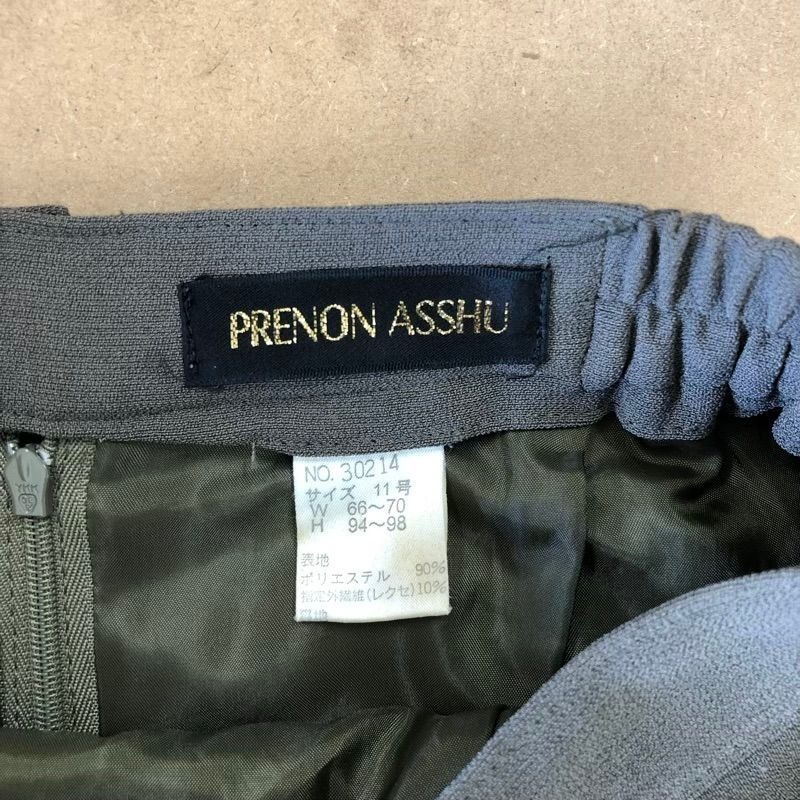 PRENON ASSHU
YKK
NO. 30214
サイズ 11号
W 66〜70
H 94〜98
表地
ポリエステル 90%
指定外繊維(レクセ)10%